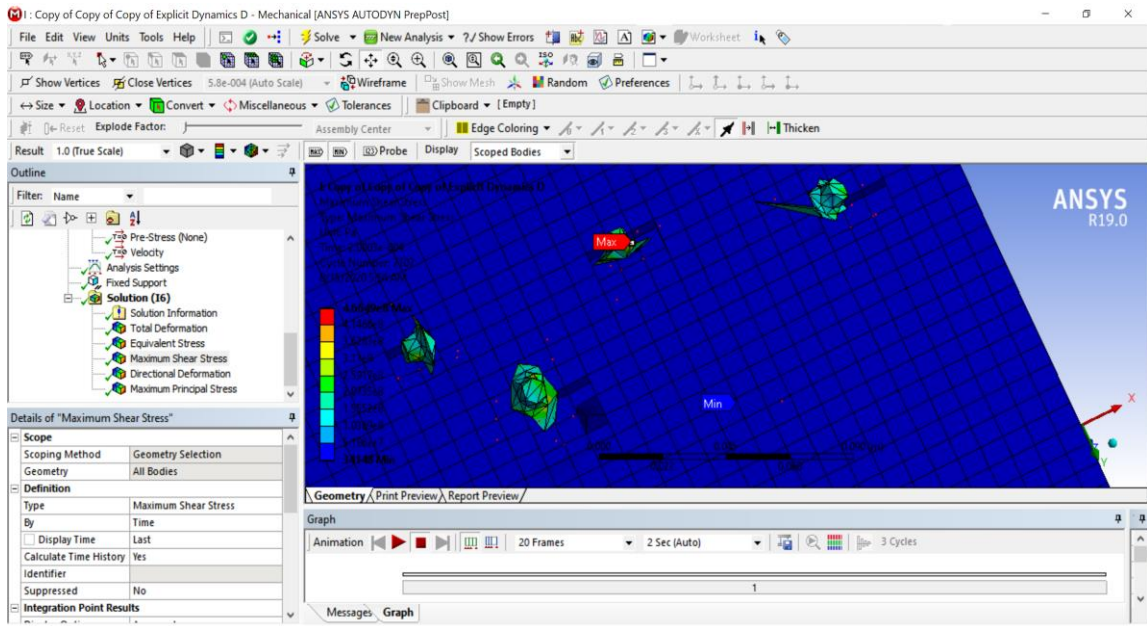 I : Copy of Copy of Copy of Explicit Dynamics D - Mechanical [ANSYS AUTODYN PrepPost]
File Edit View Units Tools Help Solve New Analysis ?/ Show Errors Worksheet
Show Vertices Close Vertices 5.8e-004 (Auto Scale) Wireframe Show Mesh Random Preferences
Size Location Convert Miscellaneous Tolerances Clipboard [Empty]
Reset Explode Factor: Assembly Center Edge Coloring Thicken
Result 1.0 (True Scale) Probe Display Scoped Bodies
Outline
Filter: Name
Pre-Stress (None)
Velocity
Analysis Settings
Fixed Support
Solution (I6)
Solution Information
Total Deformation
Equivalent Stress
Maximum Shear Stress
Directional Deformation
Maximum Principal Stress
Details of "Maximum Shear Stress"
Scope
Scoping Method Geometry Selection
Geometry All Bodies
Definition
Type Maximum Shear Stress
By Time
Display Time Last
Calculate Time History Yes
Identifier
Suppressed No
Integration Point Results
Max
Min
ANSYS
R19.0
X
Y
Geometry Print Preview Report Preview
Graph
Animation 20 Frames 2 Sec (Auto) 3 Cycles
1
Messages Graph